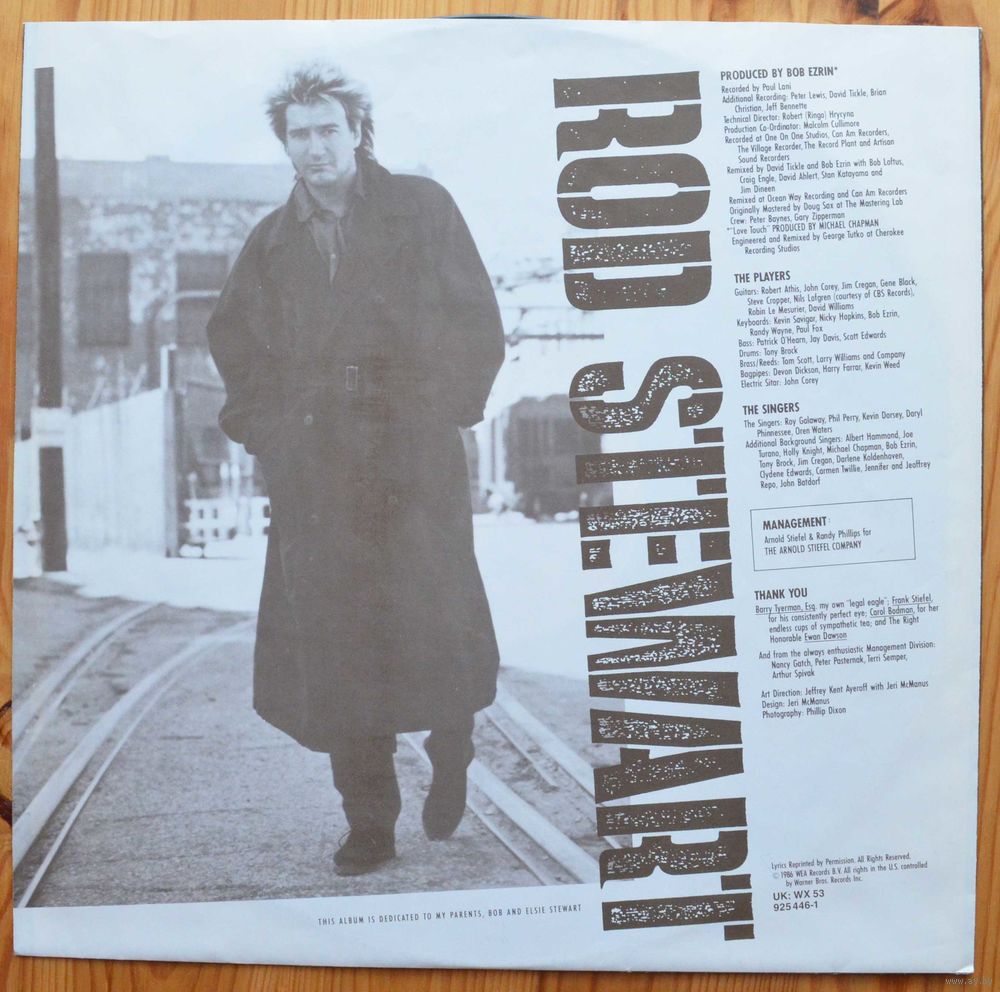 ROD STEWART
PRODUCED BY BOB EZRIN*
Recorded by Paul Lani
Additional Recording: Peter Lewis, David Tickle, Brian
Christian, Jeff Bennette
Technical Director: Robert (Ringo) Hrycyna
Production Co-Ordinator: Malcolm Cullimore
Recorded at One On One Studios, Can Am Recorders,
The Village Recorder, The Record Plant and Artisan
Sound Recorders
Remixed by David Tickle and Bob Ezrin with Bob Loftus,
Craig Engle, David Ahlert, Stan Katayama and
Jim Dineen
Remixed at Ocean Way Recording and Can Am Recorders
Originally Mastered by Doug Sax at The Mastering Lab
Crew: Peter Baynes, Gary Zipperman
*"Love Touch" PRODUCED BY MICHAEL CHAPMAN
Engineered and Remixed by George Tutko at Cherokee
Recording Studios
THE PLAYERS
Guitars: Robert Athis, John Corey, Jim Cregan, Gene Black,
Steve Cropper, Nils Lofgren (courtesy of CBS Records),
Robin Le Mesurier, David Williams
Keyboards: Kevin Savigar, Nicky Hopkins, Bob Ezrin,
Randy Wayne, Paul Fox
Bass: Patrick O'Hearn, Jay Davis, Scott Edwards
Drums: Tony Brock
Brass/Reeds: Tom Scott, Larry Williams and Company
Bagpipes: Devon Dickson, Harry Farrar, Kevin Weed
Electric Sitar: John Corey
THE SINGERS
The Singers: Roy Galaway, Phil Perry, Kevin Dorsey, Daryl
Phinnessee, Oren Waters
Additional Background Singers: Albert Hammond, Joe
Turano, Holly Knight, Michael Chapman, Bob Ezrin,
Tony Brock, Jim Cregan, Darlene Koldenhoven,
Clydene Edwards, Carmen Twillie, Jennifer and Jeoffrey
Repo, John Batdorf
MANAGEMENT:
Arnold Stiefel & Randy Phillips for
THE ARNOLD STIEFEL COMPANY
THANK YOU
Barry Tyerman, Esq. my own "legal eagle"; Frank Stiefel,
for his consistently perfect eye; Carol Bodman, for her
endless cups of sympathetic tea; and The Right
Honorable Ewan Dawson
And from the always enthusiastic Management Division:
Nancy Gatch, Peter Pasternak, Terri Semper,
Arthur Spivak
Art Direction: Jeffrey Kent Ayeroff with Jeri McManus
Design: Jeri McManus
Photography: Phillip Dixon
Lyrics Reprinted by Permission. All Rights Reserved.
© 1986 WEA Records B.V. All rights in the U.S. controlled
by Warner Bros. Records Inc.
UK: WX 53
925 446-1
THIS ALBUM IS DEDICATED TO MY PARENTS, BOB AND ELSIE STEWART